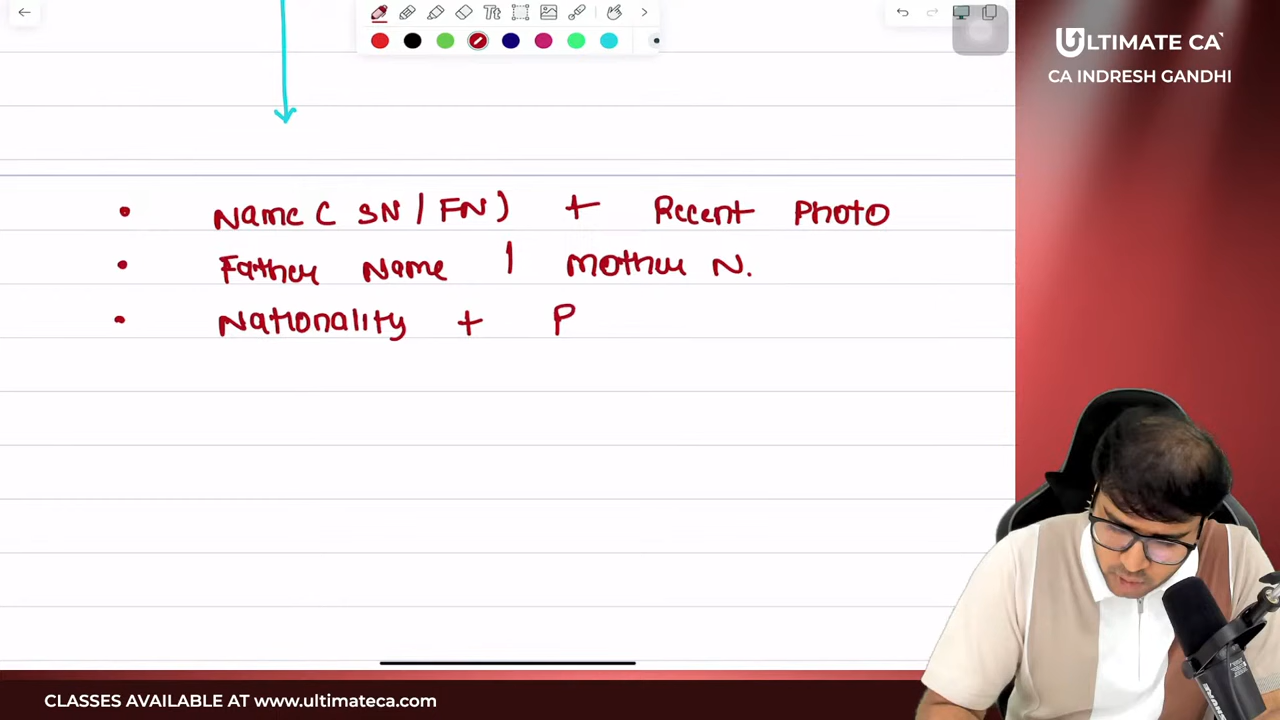 ULTIMATE CA
CA INDRESH GANDHI
• Name ( SN / FN ) + Recent Photo
• Father Name / Mother N.
• Nationality + P
CLASSES AVAILABLE AT www.ultimateca.com